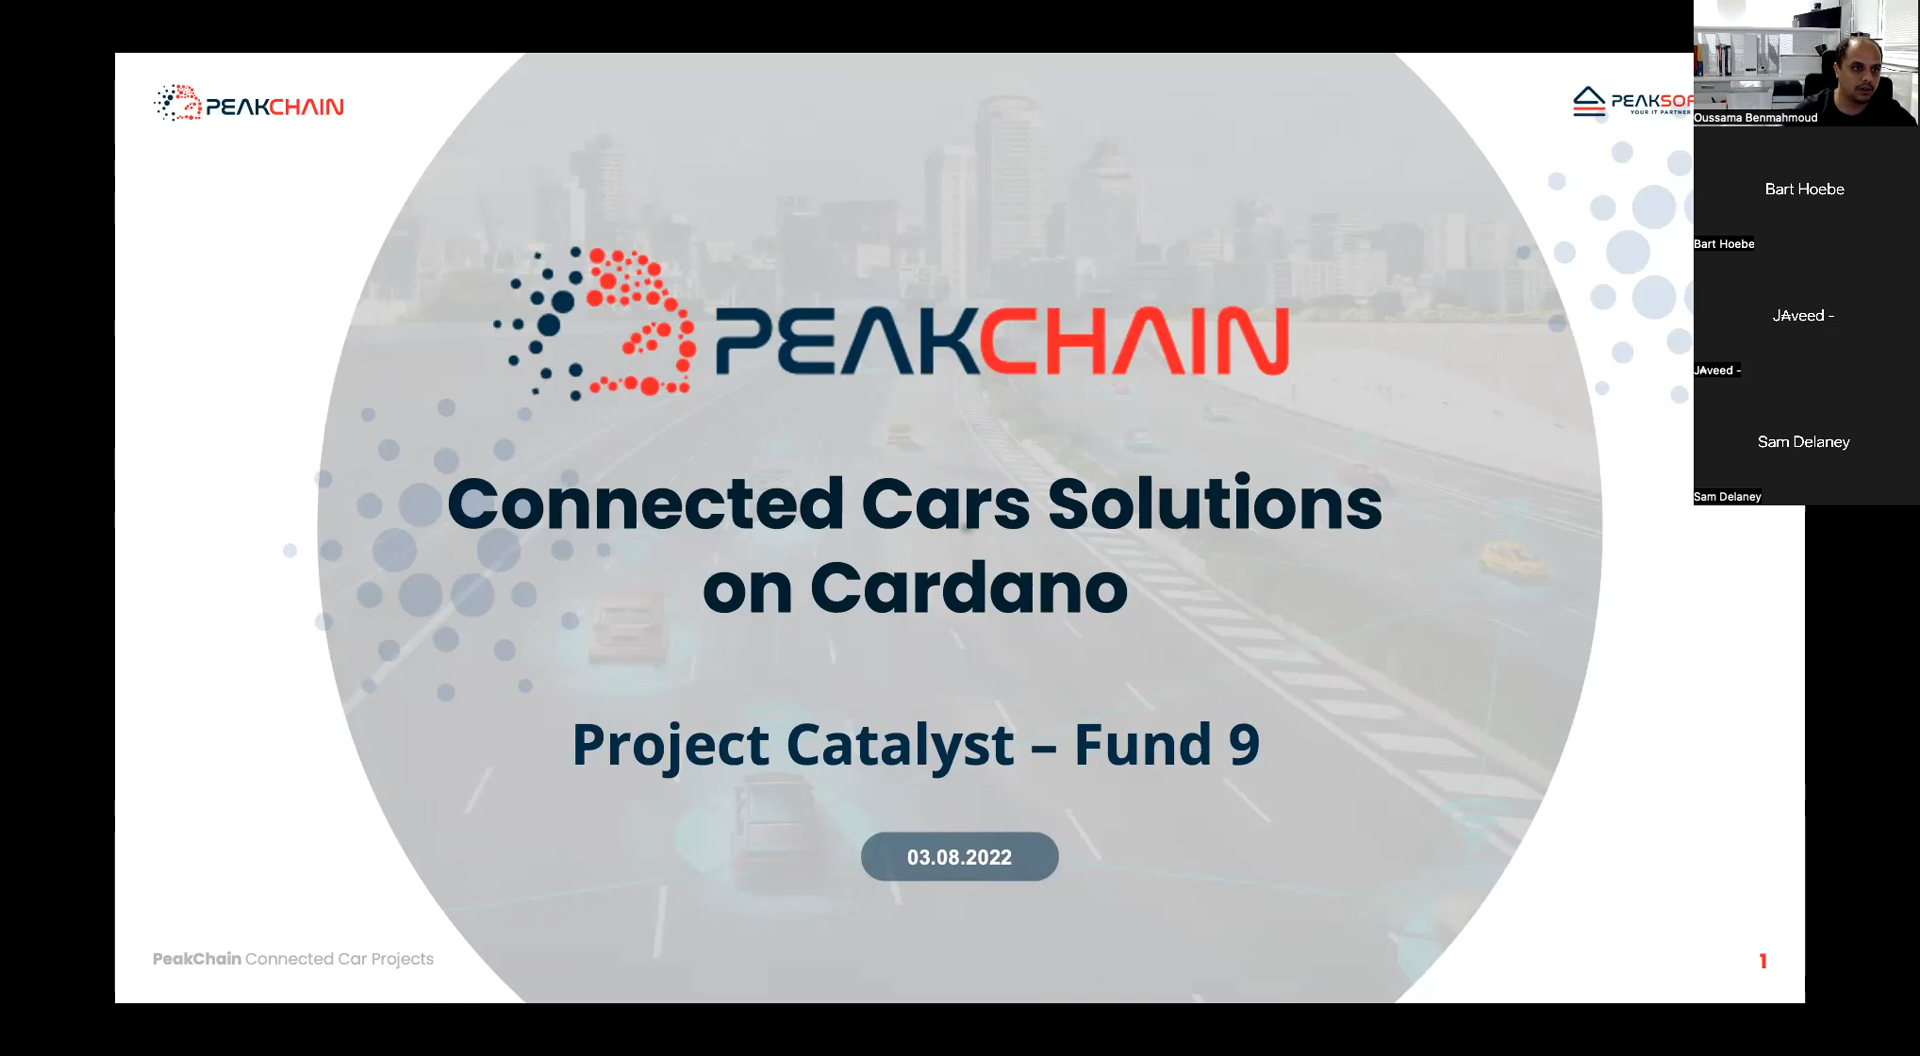 PEAKCHAIN
YOUR IT PARTNER
Oussama Benmahmoud
Bart Hoebe
Bart Hoebe
JAveed -
JAveed -
Sam Delaney
Sam Delaney
PEAKCHAIN
Connected Cars Solutions
on Cardano
Project Catalyst – Fund 9
03.08.2022
PeakChain Connected Car Projects
1